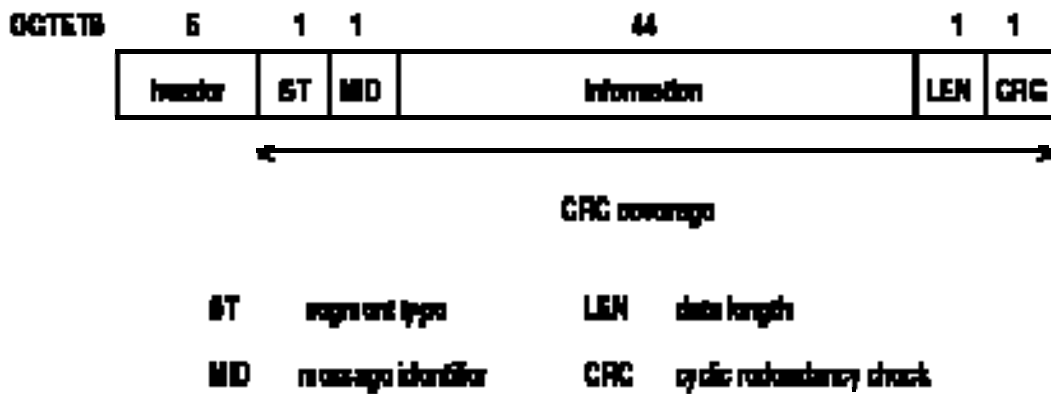 OCTETS 5 1 1 44 1 1
header ST MID Information LEN CRC
CRC coverage
ST segment type LEN data length
MID message identifier CRC cyclic redundancy check